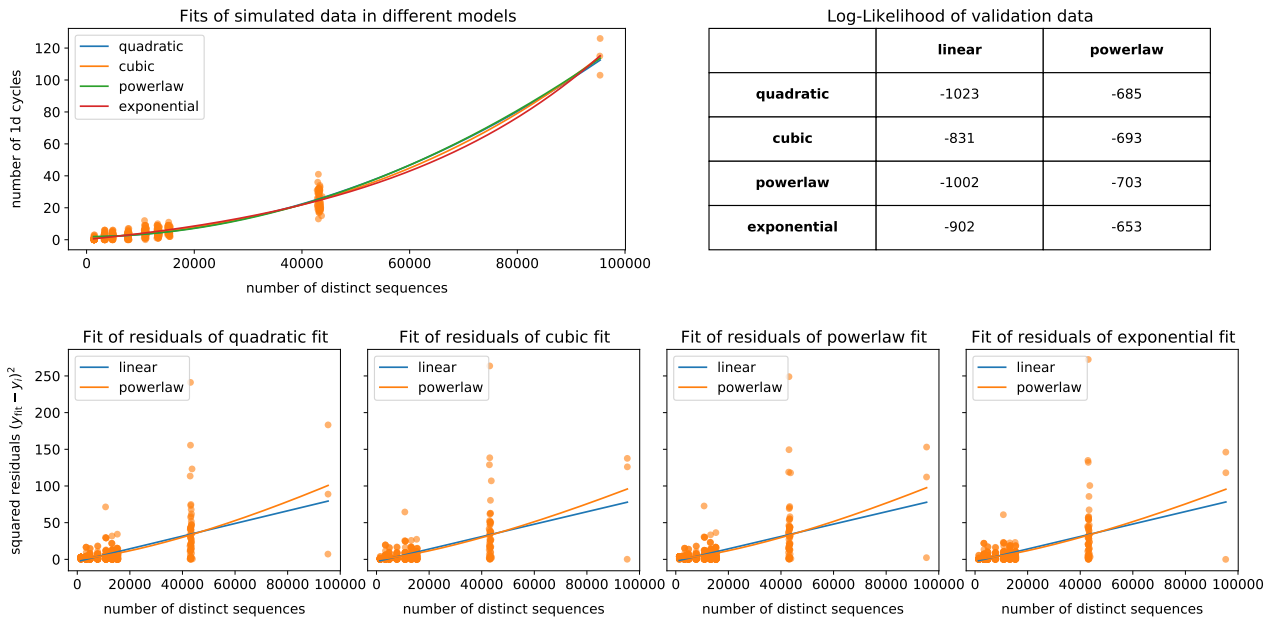 Fits of simulated data in different models
number of 1d cycles
120
100
80
60
40
20
0
quadratic
cubic
powerlaw
exponential
0 20000 40000 60000 80000 100000
number of distinct sequences
Log-Likelihood of validation data
linear powerlaw
quadratic -1023 -685
cubic -831 -693
powerlaw -1002 -703
exponential -902 -653
Fit of residuals of quadratic fit
squared residuals (y_fit − y_i)²
250
200
150
100
50
0
linear
powerlaw
0 20000 40000 60000 80000 100000
number of distinct sequences
Fit of residuals of cubic fit
linear
powerlaw
0 20000 40000 60000 80000 100000
number of distinct sequences
Fit of residuals of powerlaw fit
linear
powerlaw
0 20000 40000 60000 80000 100000
number of distinct sequences
Fit of residuals of exponential fit
linear
powerlaw
0 20000 40000 60000 80000 100000
number of distinct sequences